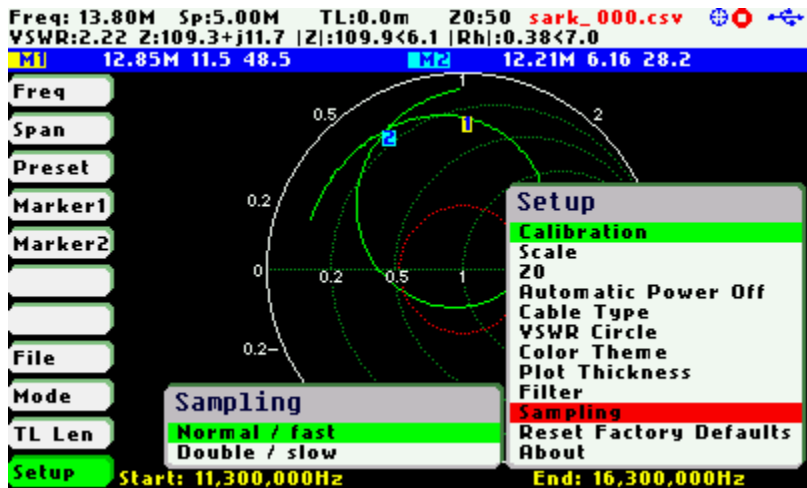 Freq: 13.80M Sp:5.00M TL:0.0m Z0:50 sark_000.csv
VSWR:2.22 Z:109.3+j11.7 |Z|:109.9<6.1 |Rh|:0.38<7.0
M1 12.85M 11.5 48.5 M2 12.21M 6.16 28.2
Freq
Span
Preset
Marker1
Marker2
File
Mode
TL Len
Setup
1
0.5
2
2
1
0.2
0
0.2
0.5
1
0.2
Setup
Calibration
Scale
Z0
Automatic Power Off
Cable Type
VSWR Circle
Color Theme
Plot Thickness
Filter
Sampling
Reset Factory Defaults
About
Sampling
Normal / fast
Double / slow
Start: 11,300,000Hz End: 16,300,000Hz